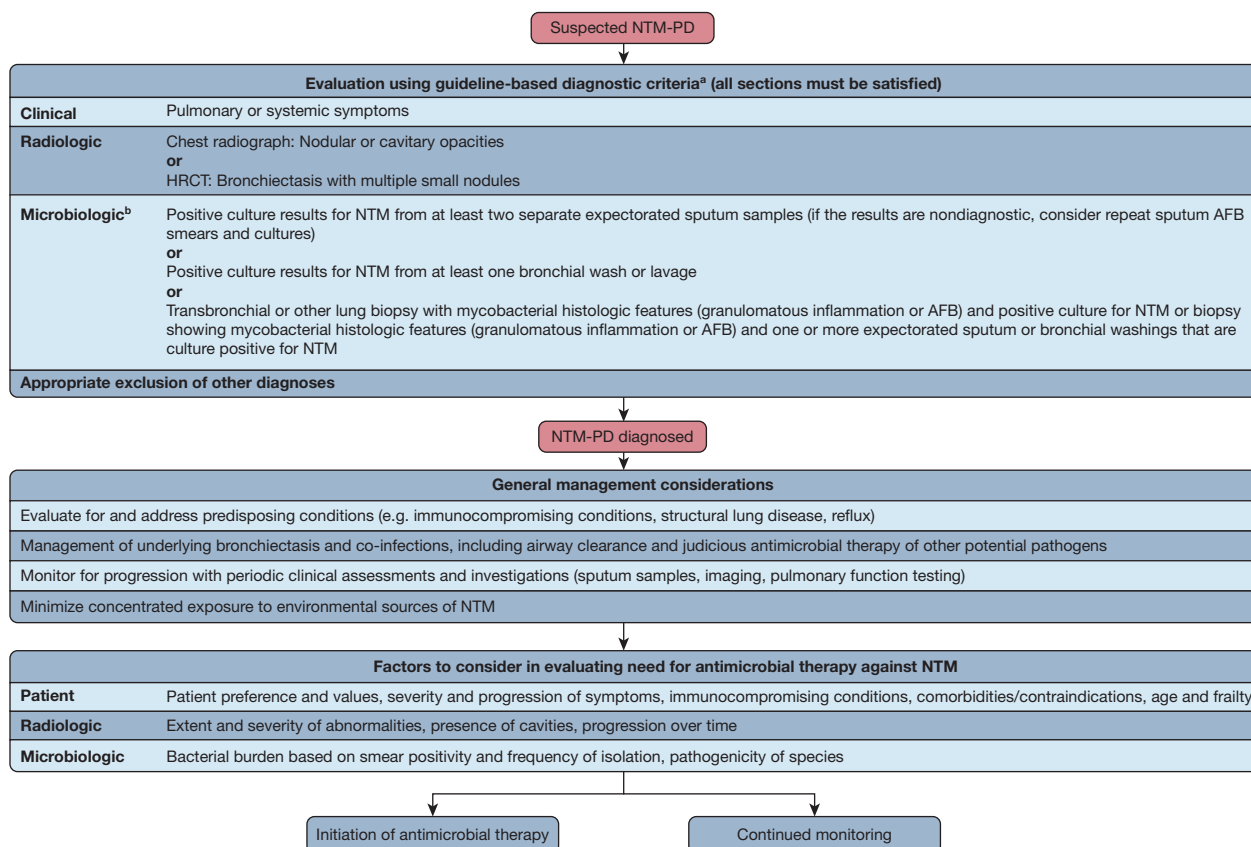 Suspected NTM-PD
Evaluation using guideline-based diagnostic criteriaᵃ (all sections must be satisfied)
Clinical Pulmonary or systemic symptoms
Radiologic Chest radiograph: Nodular or cavitary opacities
or
HRCT: Bronchiectasis with multiple small nodules
Microbiologicᵇ Positive culture results for NTM from at least two separate expectorated sputum samples (if the results are nondiagnostic, consider repeat sputum AFB
smears and cultures)
or
Positive culture results for NTM from at least one bronchial wash or lavage
or
Transbronchial or other lung biopsy with mycobacterial histologic features (granulomatous inflammation or AFB) and positive culture for NTM or biopsy
showing mycobacterial histologic features (granulomatous inflammation or AFB) and one or more expectorated sputum or bronchial washings that are
culture positive for NTM
Appropriate exclusion of other diagnoses
NTM-PD diagnosed
General management considerations
Evaluate for and address predisposing conditions (e.g. immunocompromising conditions, structural lung disease, reflux)
Management of underlying bronchiectasis and co-infections, including airway clearance and judicious antimicrobial therapy of other potential pathogens
Monitor for progression with periodic clinical assessments and investigations (sputum samples, imaging, pulmonary function testing)
Minimize concentrated exposure to environmental sources of NTM
Factors to consider in evaluating need for antimicrobial therapy against NTM
Patient Patient preference and values, severity and progression of symptoms, immunocompromising conditions, comorbidities/contraindications, age and frailty
Radiologic Extent and severity of abnormalities, presence of cavities, progression over time
Microbiologic Bacterial burden based on smear positivity and frequency of isolation, pathogenicity of species
Initiation of antimicrobial therapy
Continued monitoring